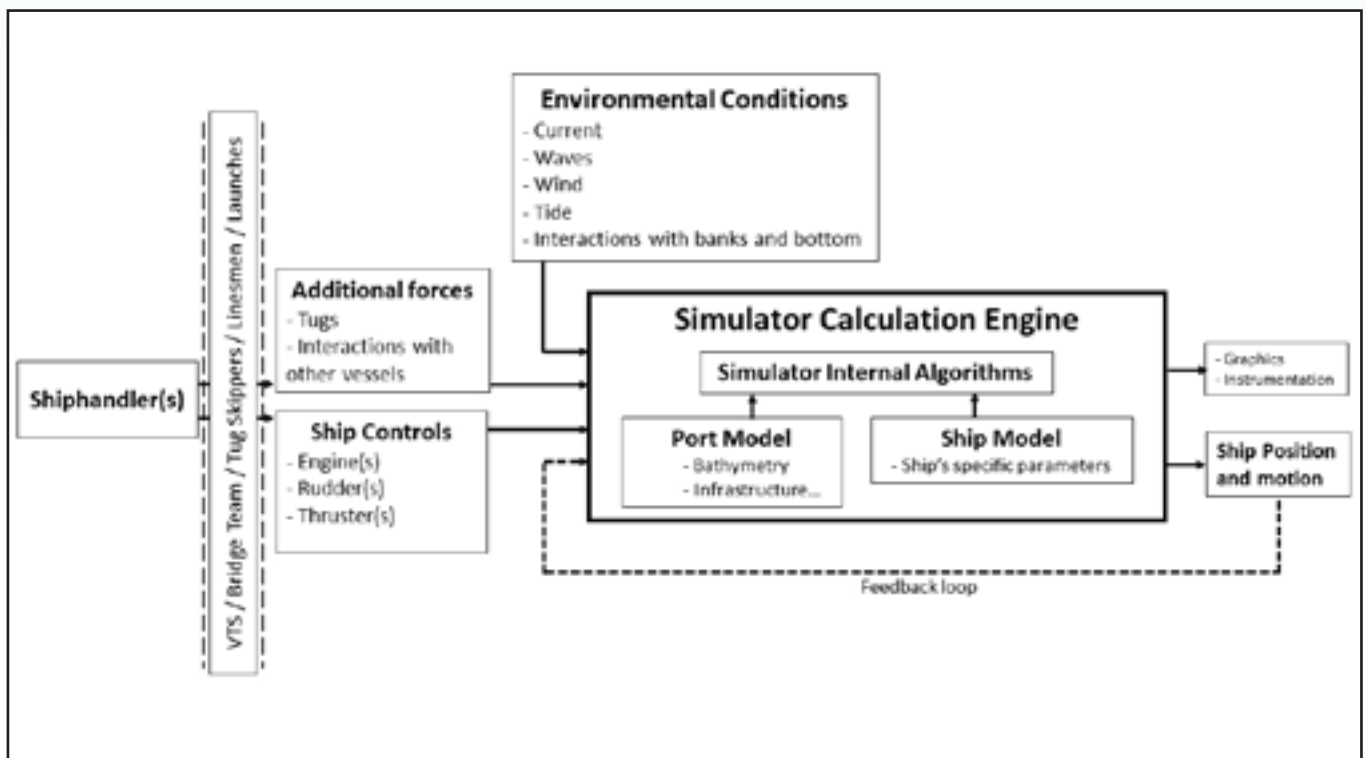 Shiphandler(s)
VTS / Bridge Team / Tug Skippers / Linesmen / Launches
Additional forces
- Tugs
- Interactions with
other vessels
Ship Controls
- Engine(s)
- Rudder(s)
- Thruster(s)
Environmental Conditions
- Current
- Waves
- Wind
- Tide
- Interactions with banks and bottom
Simulator Calculation Engine
Simulator Internal Algorithms
Port Model
- Bathymetry
- Infrastructure...
Ship Model
- Ship's specific parameters
- Graphics
- Instrumentation
Ship Position
and motion
Feedback loop